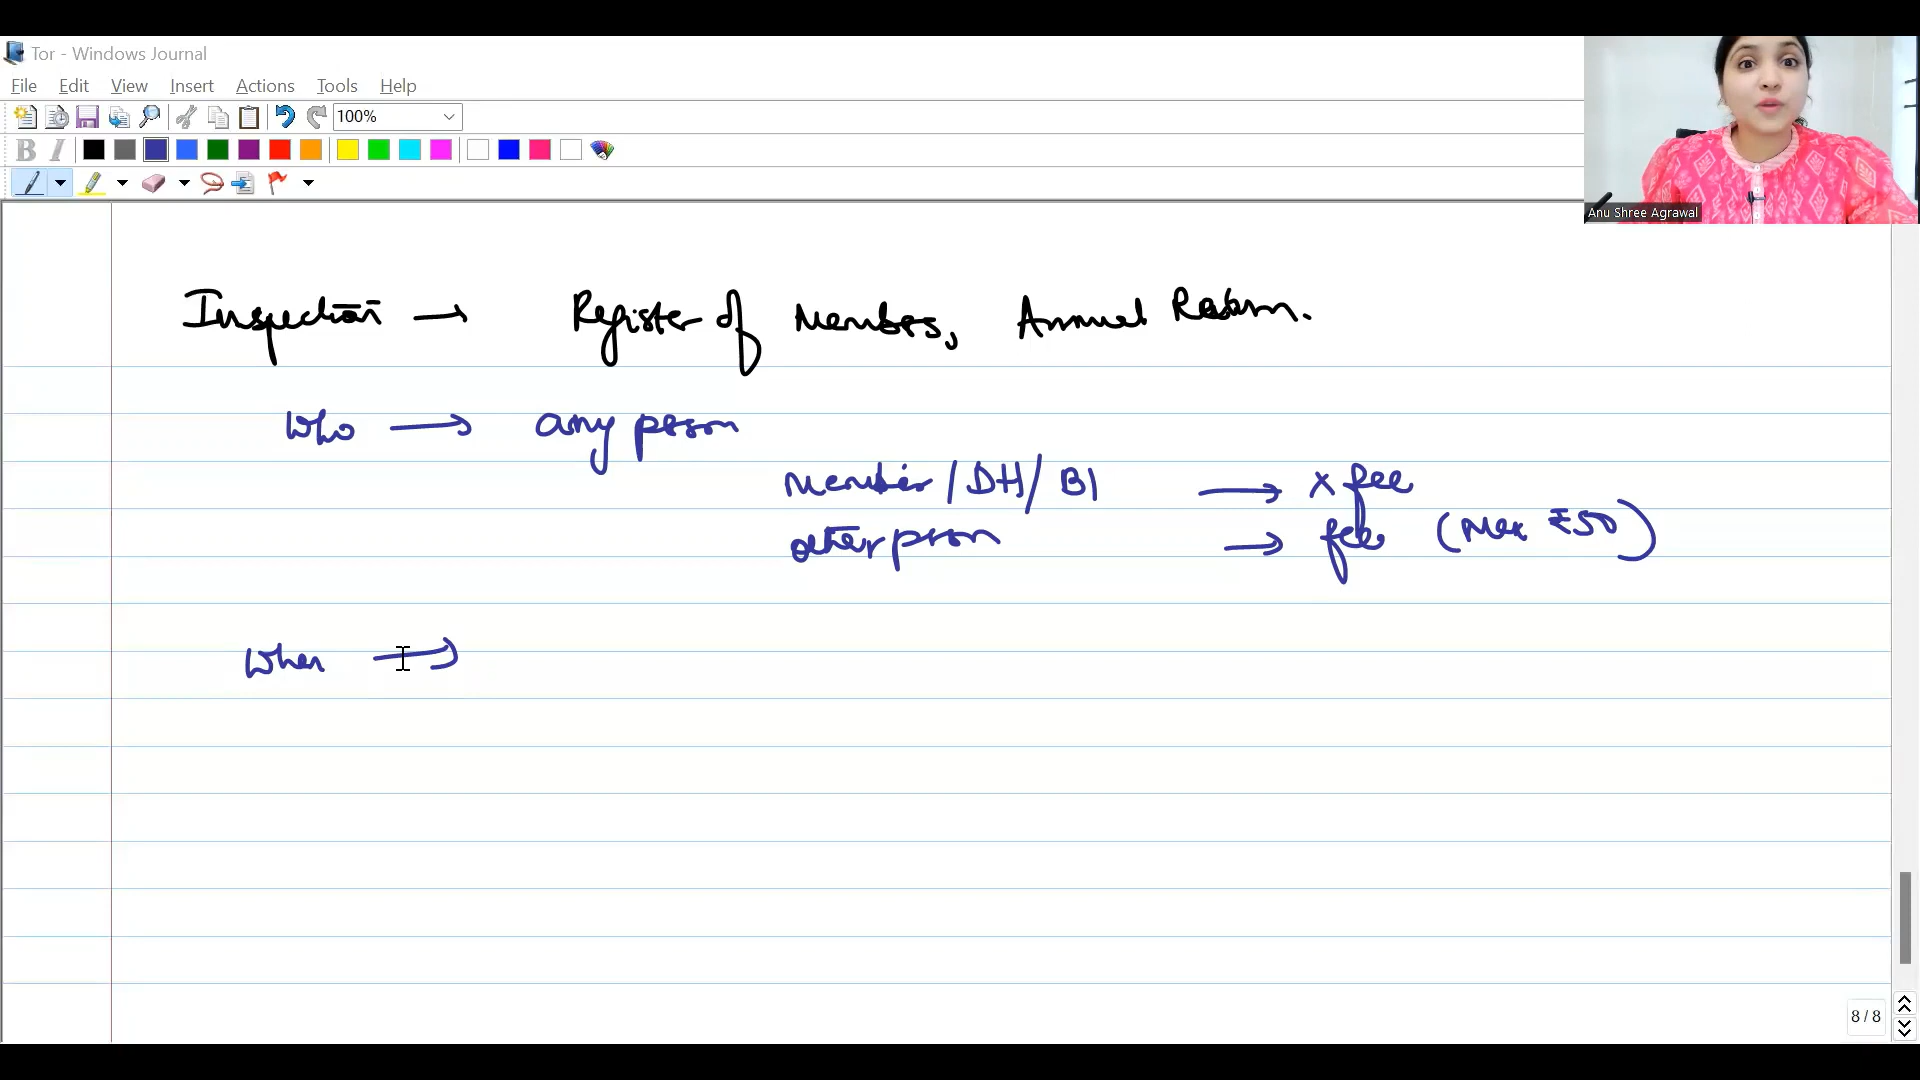 Tor - Windows Journal
File Edit View Insert Actions Tools Help
100%
B I
Anu Shree Agrawal
Inspection → Register of Members, Annual Return.
Who → any person
Member / DH / B) → x fee
other person → fee (Max ₹50)
When →
8 / 8